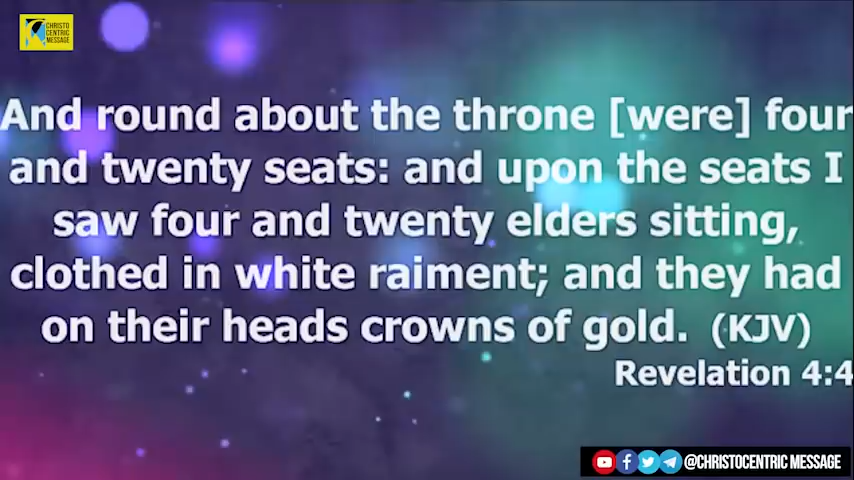 CHRISTO
CENTRIC
MESSAGE
And round about the throne [were] four
and twenty seats: and upon the seats I
saw four and twenty elders sitting,
clothed in white raiment; and they had
on their heads crowns of gold. (KJV)
Revelation 4:4
@CHRISTOCENTRIC MESSAGE